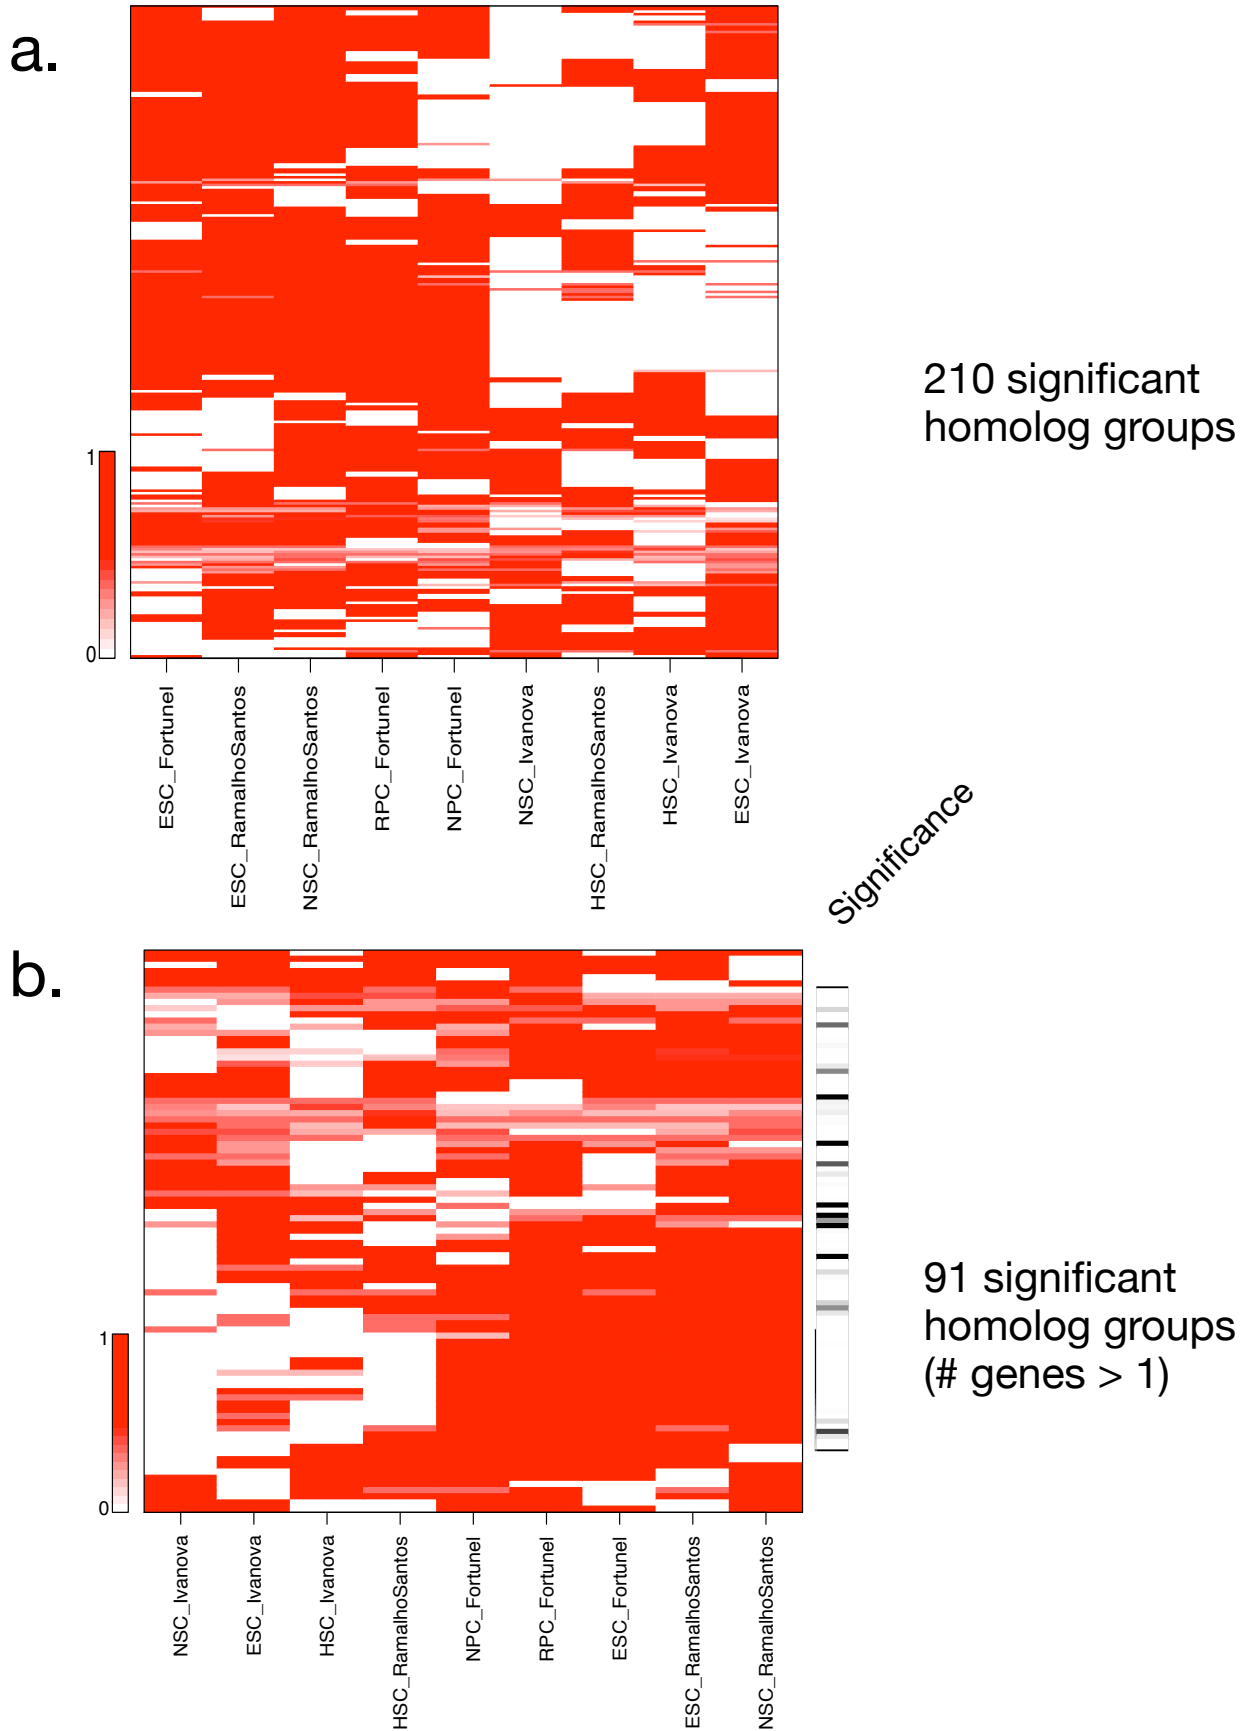 a.
210 significant
homolog groups
1
0
ESC_Fortunel
ESC_RamalhoSantos
NSC_RamalhoSantos
RPC_Fortunel
NPC_Fortunel
NSC_Ivanova
HSC_RamalhoSantos
HSC_Ivanova
ESC_Ivanova
Significance
b.
91 significant
homolog groups
(# genes > 1)
1
0
NSC_Ivanova
ESC_Ivanova
HSC_Ivanova
HSC_RamalhoSantos
NPC_Fortunel
RPC_Fortunel
ESC_Fortunel
ESC_RamalhoSantos
NSC_RamalhoSantos